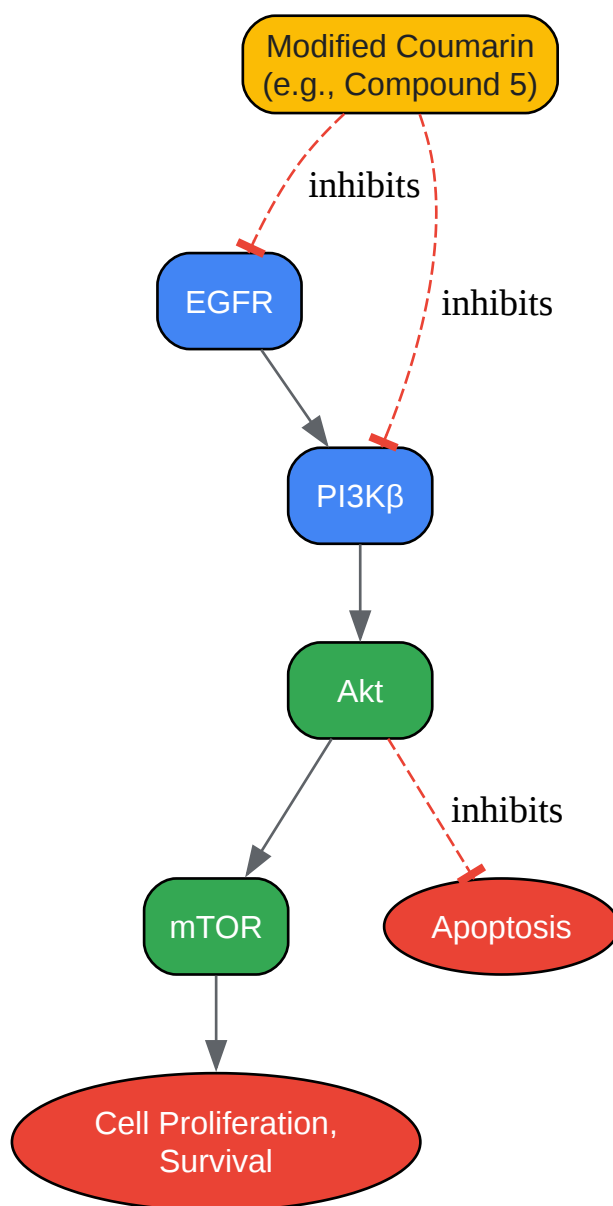 Modified Coumarin
(e.g., Compound 5)
inhibits
EGFR
inhibits
PI3Kβ
Akt
inhibits
mTOR
Apoptosis
Cell Proliferation,
Survival